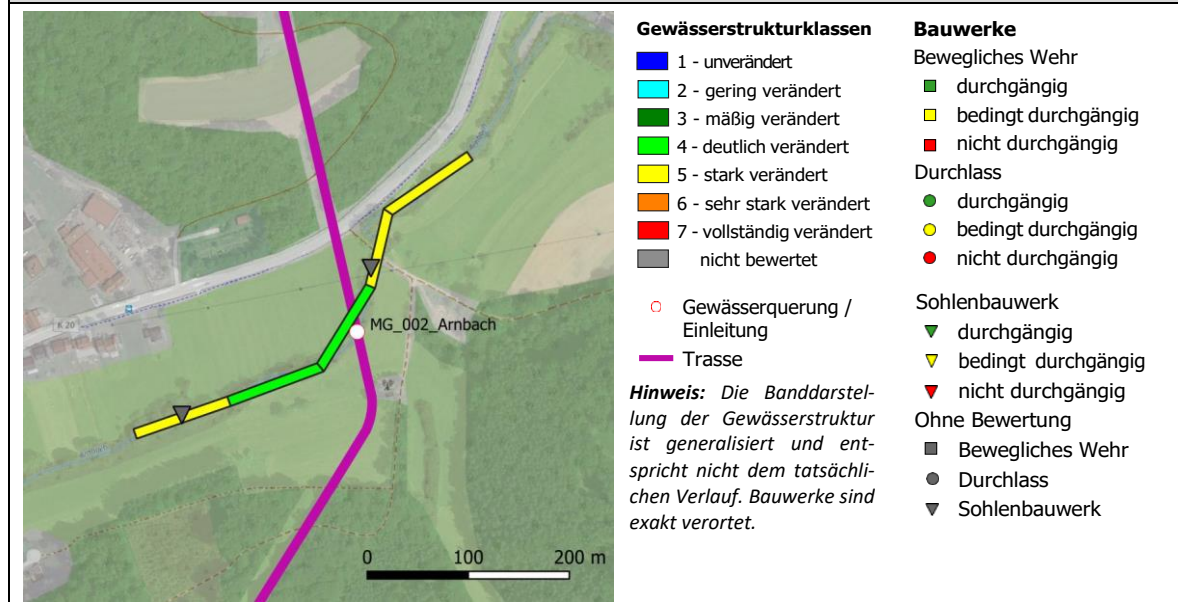 K 20
MG_002_Arnbach
0 100 200 m
Gewässerstrukturklassen
1 - unverändert
2 - gering verändert
3 - mäßig verändert
4 - deutlich verändert
5 - stark verändert
6 - sehr stark verändert
7 - vollständig verändert
nicht bewertet
Gewässerquerung /
Einleitung
Trasse
Hinweis: Die Banddarstel-
lung der Gewässerstruktur
ist generalisiert und ent-
spricht nicht dem tatsächli-
chen Verlauf. Bauwerke sind
exakt verortet.
Bauwerke
Bewegliches Wehr
durchgängig
bedingt durchgängig
nicht durchgängig
Durchlass
durchgängig
bedingt durchgängig
nicht durchgängig
Sohlenbauwerk
durchgängig
bedingt durchgängig
nicht durchgängig
Ohne Bewertung
Bewegliches Wehr
Durchlass
Sohlenbauwerk